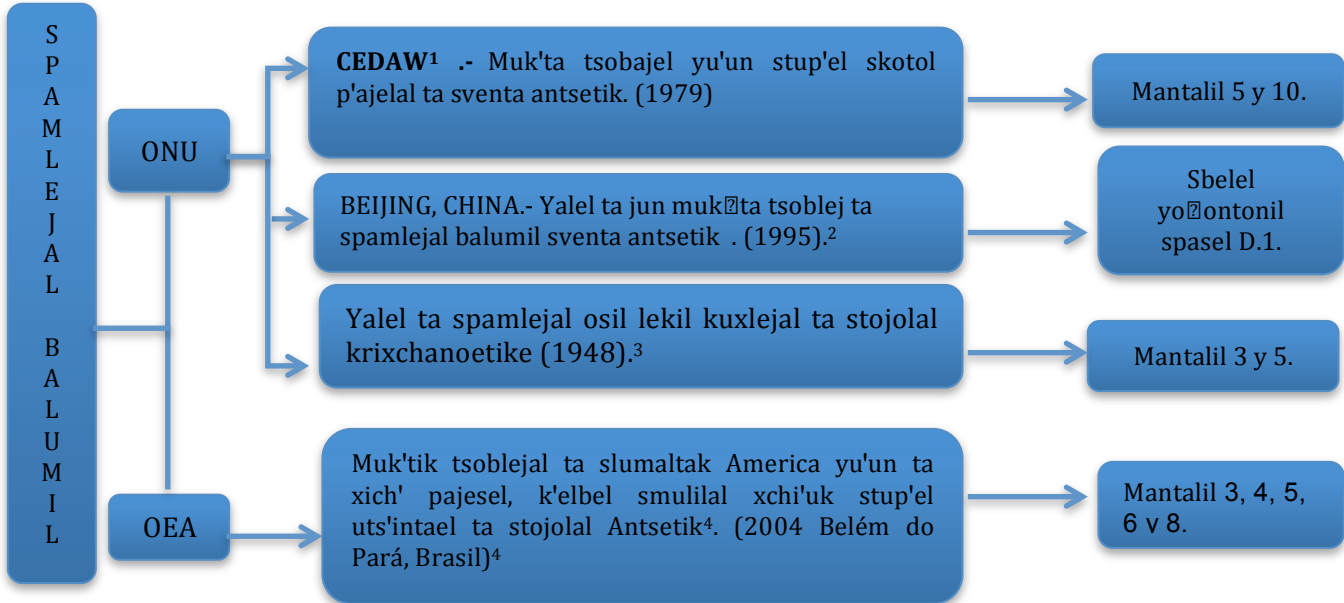 SPAMLEJAL BALUMIL
ONU
CEDAW¹ .- Muk'ta tsobajel yu'un stup'el skotol
p'ajelal ta sventa antsetik. (1979)
Mantalil 5 y 10.
BEIJING, CHINA.- Yalel ta jun muk⍰ta tsoblej ta
spamlejal balumil sventa antsetik . (1995).²
Sbelel
yo⍰ontonil
spasel D.1.
Yalel ta spamlejal osil lekil kuxlejal ta stojolal
krixchanoetike (1948).³
Mantalil 3 y 5.
OEA
Muk'tik tsoblejal ta slumaltak America yu'un ta
xich' pajesel, k'elbel smulilal xchi'uk stup'el
uts'intael ta stojolal Antsetik⁴. (2004 Belém do
Pará, Brasil)⁴
Mantalil 3, 4, 5,
6 y 8.